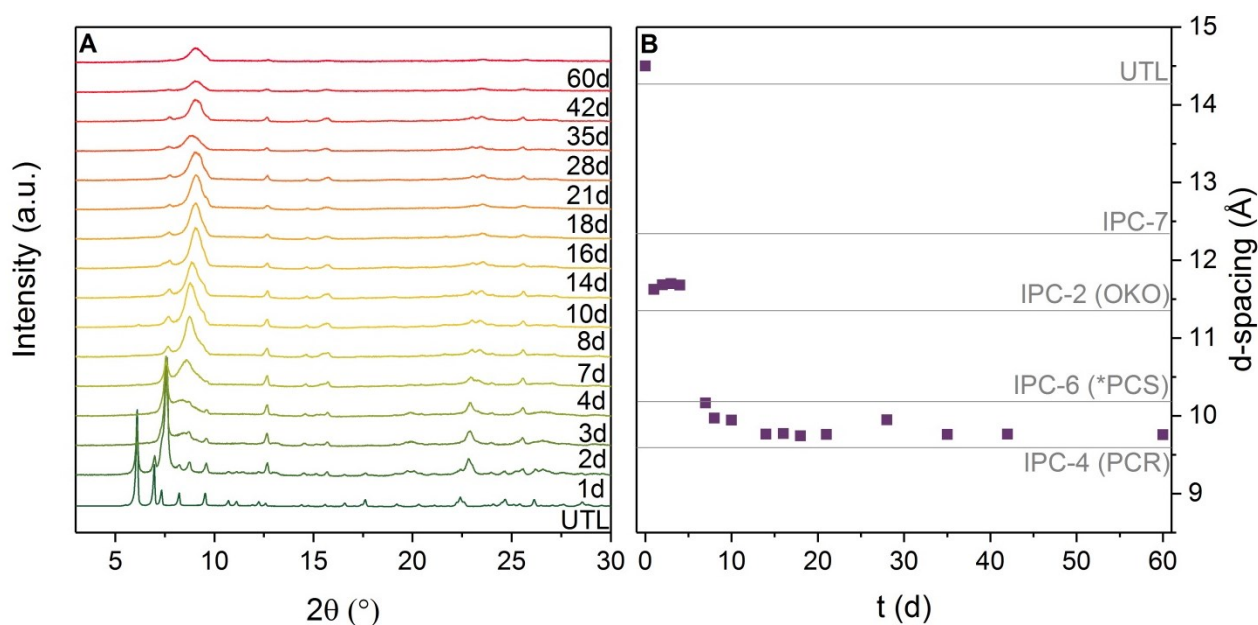 A
Intensity (a.u.)
60d
42d
35d
28d
21d
18d
16d
14d
10d
8d
7d
4d
3d
2d
1d
UTL
5 10 15 20 25 30
2θ (°)
B
UTL
IPC-7
IPC-2 (OKO)
IPC-6 (*PCS)
IPC-4 (PCR)
15
14
13
12
11
10
9
d-spacing (Å)
0 10 20 30 40 50 60
t (d)